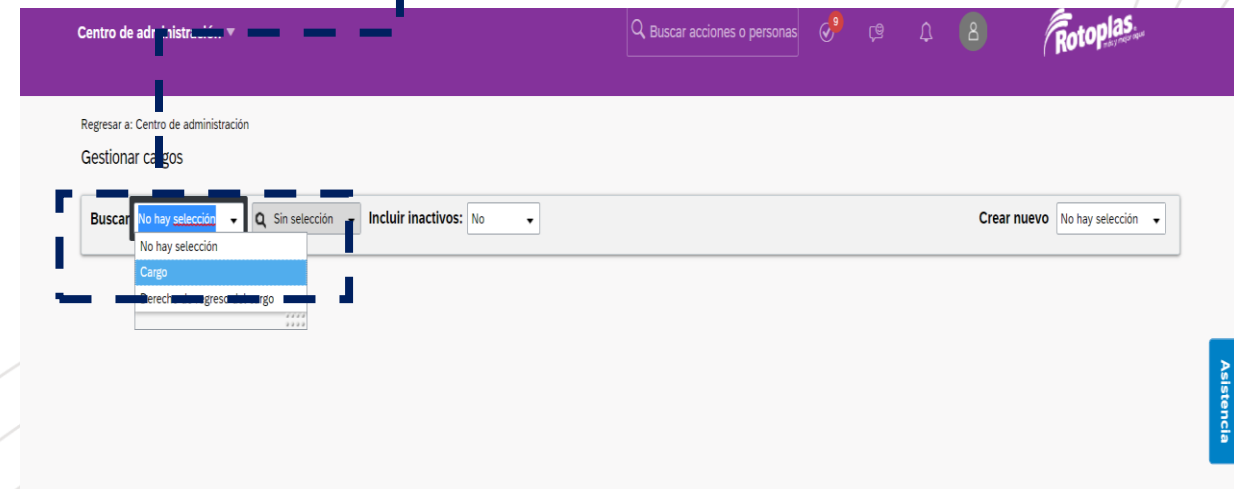 Centro de administración
Buscar acciones o personas
9
Rotoplas
Regresar a: Centro de administración
Gestionar cargos
Buscar No hay selección Sin selección Incluir inactivos: No Crear nuevo No hay selección
No hay selección
Cargo
Asistencia